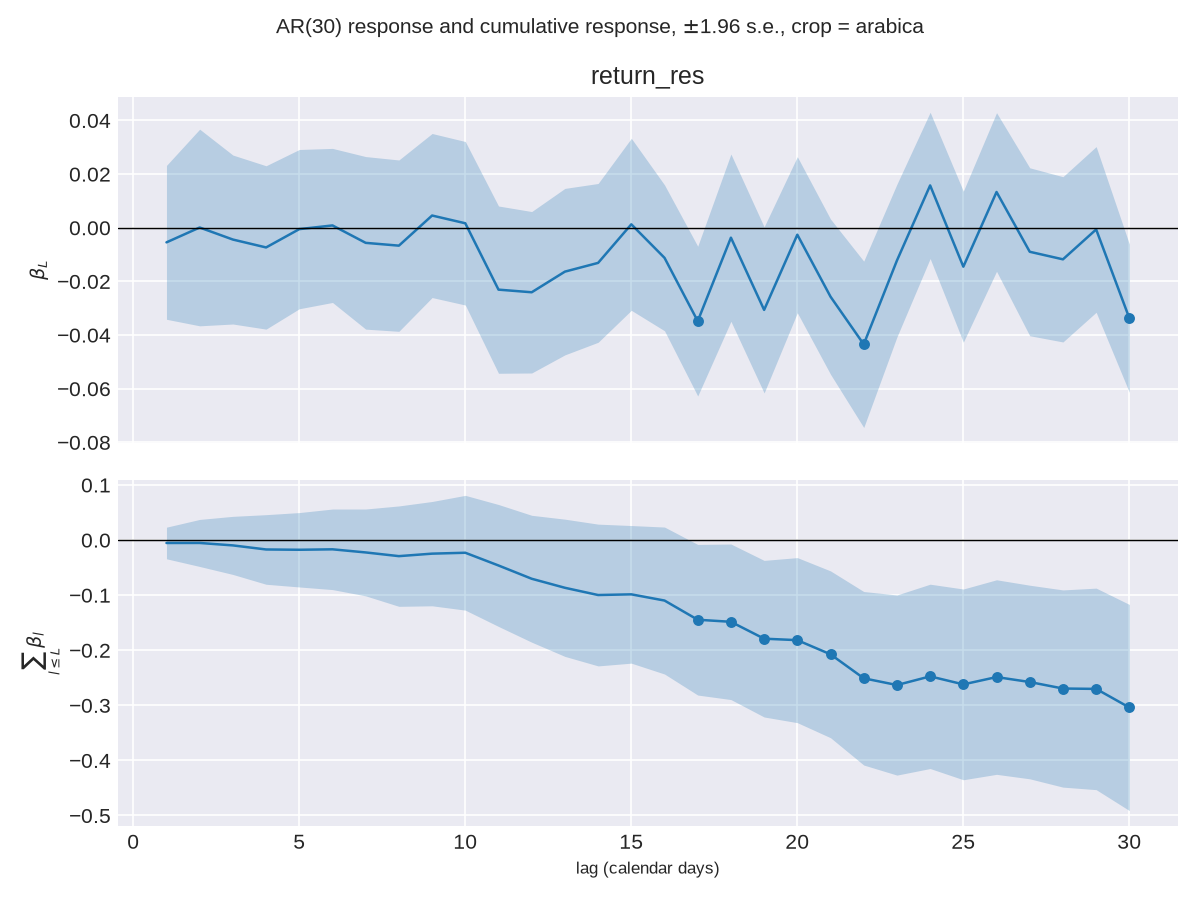 AR(30) response and cumulative response, ±1.96 s.e., crop = arabica
return_res
0.04
0.02
0.00
−0.02
−0.04
−0.06
−0.08
β_L
0.1
0.0
−0.1
−0.2
−0.3
−0.4
−0.5
∑_{l≤L} β_l
0 5 10 15 20 25 30
lag (calendar days)